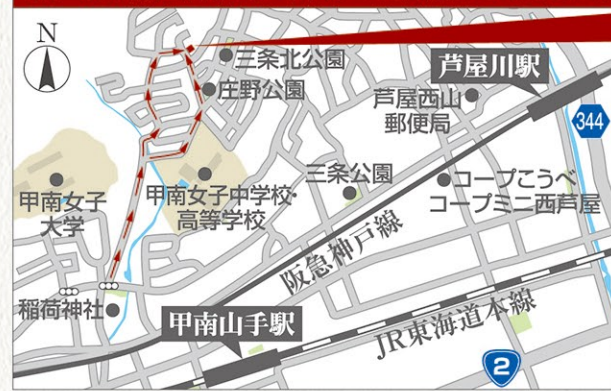 N
三条北公園
庄野公園
芦屋川駅
芦屋西山
郵便局
344
甲南女子
大学
甲南女子中学校・
高等学校
三条公園
コープこうべ
コープミニ西芦屋
阪急神戸線
稲荷神社
甲南山手駅
JR東海道本線
2